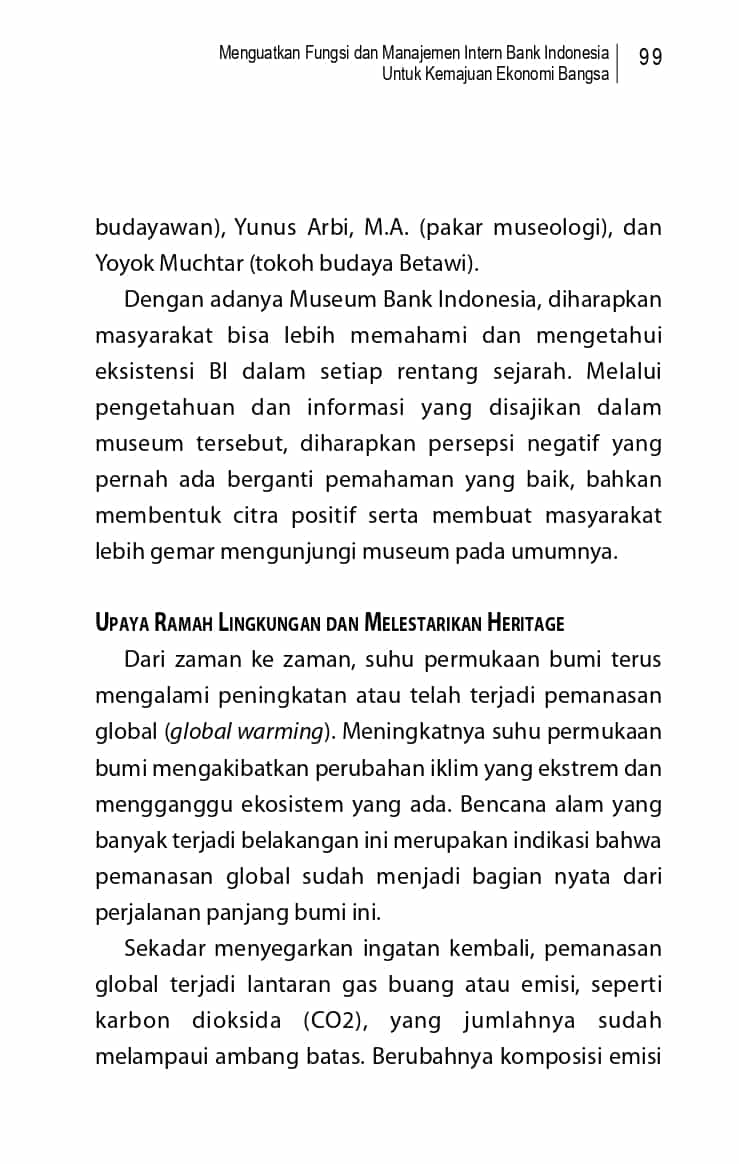 Menguatkan Fungsi dan Manajemen Intern Bank Indonesia
Untuk Kemajuan Ekonomi Bangsa
99
budayawan), Yunus Arbi, M.A. (pakar museologi), dan
Yoyok Muchtar (tokoh budaya Betawi).
Dengan adanya Museum Bank Indonesia, diharapkan
masyarakat bisa lebih memahami dan mengetahui
eksistensi BI dalam setiap rentang sejarah. Melalui
pengetahuan dan informasi yang disajikan dalam
museum tersebut, diharapkan persepsi negatif yang
pernah ada berganti pemahaman yang baik, bahkan
membentuk citra positif serta membuat masyarakat
lebih gemar mengunjungi museum pada umumnya.
Upaya Ramah Lingkungan dan Melestarikan Heritage
Dari zaman ke zaman, suhu permukaan bumi terus
mengalami peningkatan atau telah terjadi pemanasan
global (global warming). Meningkatnya suhu permukaan
bumi mengakibatkan perubahan iklim yang ekstrem dan
mengganggu ekosistem yang ada. Bencana alam yang
banyak terjadi belakangan ini merupakan indikasi bahwa
pemanasan global sudah menjadi bagian nyata dari
perjalanan panjang bumi ini.
Sekadar menyegarkan ingatan kembali, pemanasan
global terjadi lantaran gas buang atau emisi, seperti
karbon dioksida (CO2), yang jumlahnya sudah
melampaui ambang batas. Berubahnya komposisi emisi